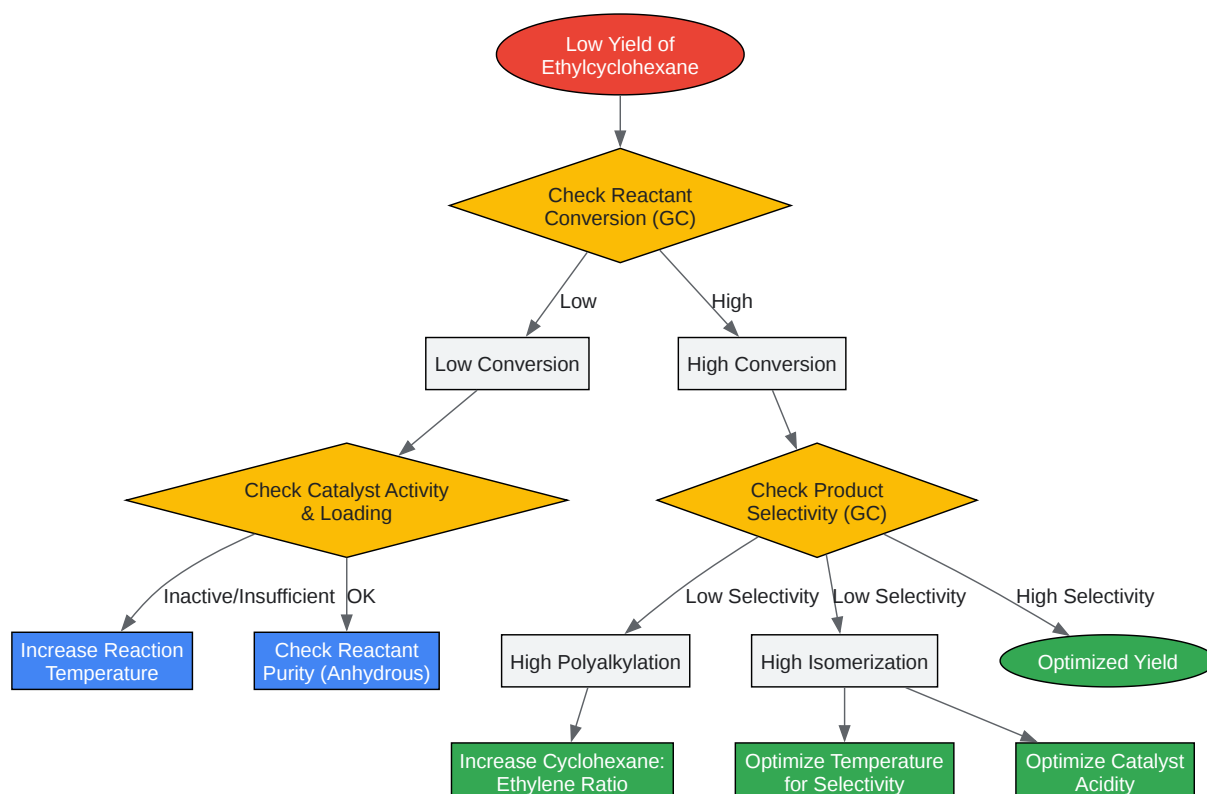 Low Yield of
Ethylcyclohexane
Check Reactant
Conversion (GC)
Low
High
Low Conversion
High Conversion
Check Catalyst Activity
& Loading
Check Product
Selectivity (GC)
Inactive/Insufficient
OK
Low Selectivity
Low Selectivity
High Selectivity
Increase Reaction
Temperature
Check Reactant
Purity (Anhydrous)
High Polyalkylation
High Isomerization
Optimized Yield
Increase Cyclohexane:
Ethylene Ratio
Optimize Temperature
for Selectivity
Optimize Catalyst
Acidity